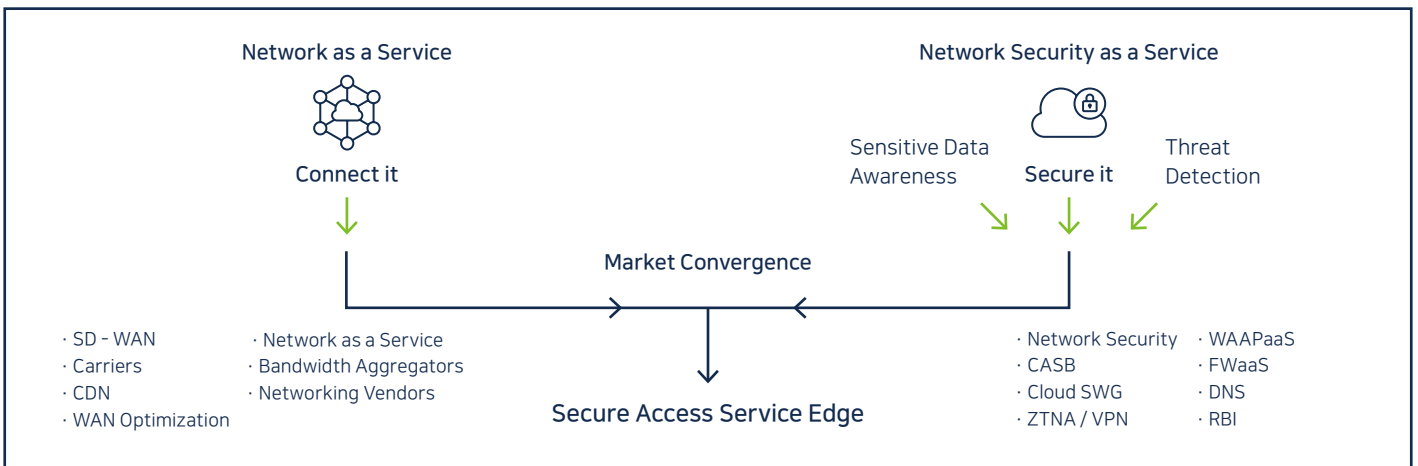 Network as a Service
Connect it
Network Security as a Service
Sensitive Data
Awareness
Secure it
Threat
Detection
Market Convergence
· SD - WAN
· Carriers
· CDN
· WAN Optimization
· Network as a Service
· Bandwidth Aggregators
· Networking Vendors
Secure Access Service Edge
· Network Security
· CASB
· Cloud SWG
· ZTNA / VPN
· WAAPaaS
· FWaaS
· DNS
· RBI